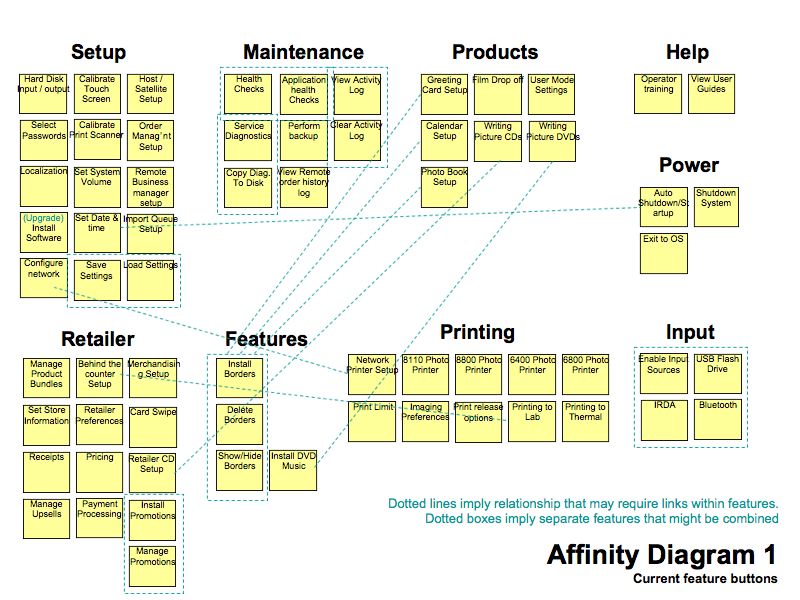 Setup
Hard Disk
Input / output
Calibrate
Touch
Screen
Host /
Satellite
Setup
Select
Passwords
Calibrate
Print Scanner
Order
Manag`nt
Setup
Localization
Set System
Volume
Remote
Business
manager
setup
(Upgrade)
Install
Software
Set Date &
time
Import Queue
Setup
Configure
network
Save
Settings
Load Settings
Maintenance
Health
Checks
Application
health
Checks
View Activity
Log
Service
Diagnostics
Perform
backup
Clear Activity
Log
Copy Diag.
To Disk
View Remote
order history
log
Products
Greeting
Card Setup
Film Drop off
User Mode
Settings
Calendar
Setup
Writing
Picture CDs
Writing
Picture DVDs
Photo Book
Setup
Help
Operator
training
View User
Guides
Power
Auto
Shutdown/St
artup
Shutdown
System
Exit to OS
Retailer
Manage
Product
Bundles
Behind the
counter
Setup
Merchandisin
g Setup
Set Store
Information
Retailer
Preferences
Card Swipe
Receipts
Pricing
Retailer CD
Setup
Manage
Upsells
Payment
Processing
Install
Promotions
Manage
Promotions
Features
Install
Borders
Delete
Borders
Show/Hide
Borders
Install DVD
Music
Printing
Network
Printer Setup
8110 Photo
Printer
8800 Photo
Printer
6400 Photo
Printer
6800 Photo
Printer
Print Limit
Imaging
Preferences
Print release
options
Printing to
Lab
Printing to
Thermal
Input
Enable Input
Sources
USB Flash
Drive
IRDA
Bluetooth
Dotted lines imply relationship that may require links within features.
Dotted boxes imply separate features that might be combined
Affinity Diagram 1
Current feature buttons